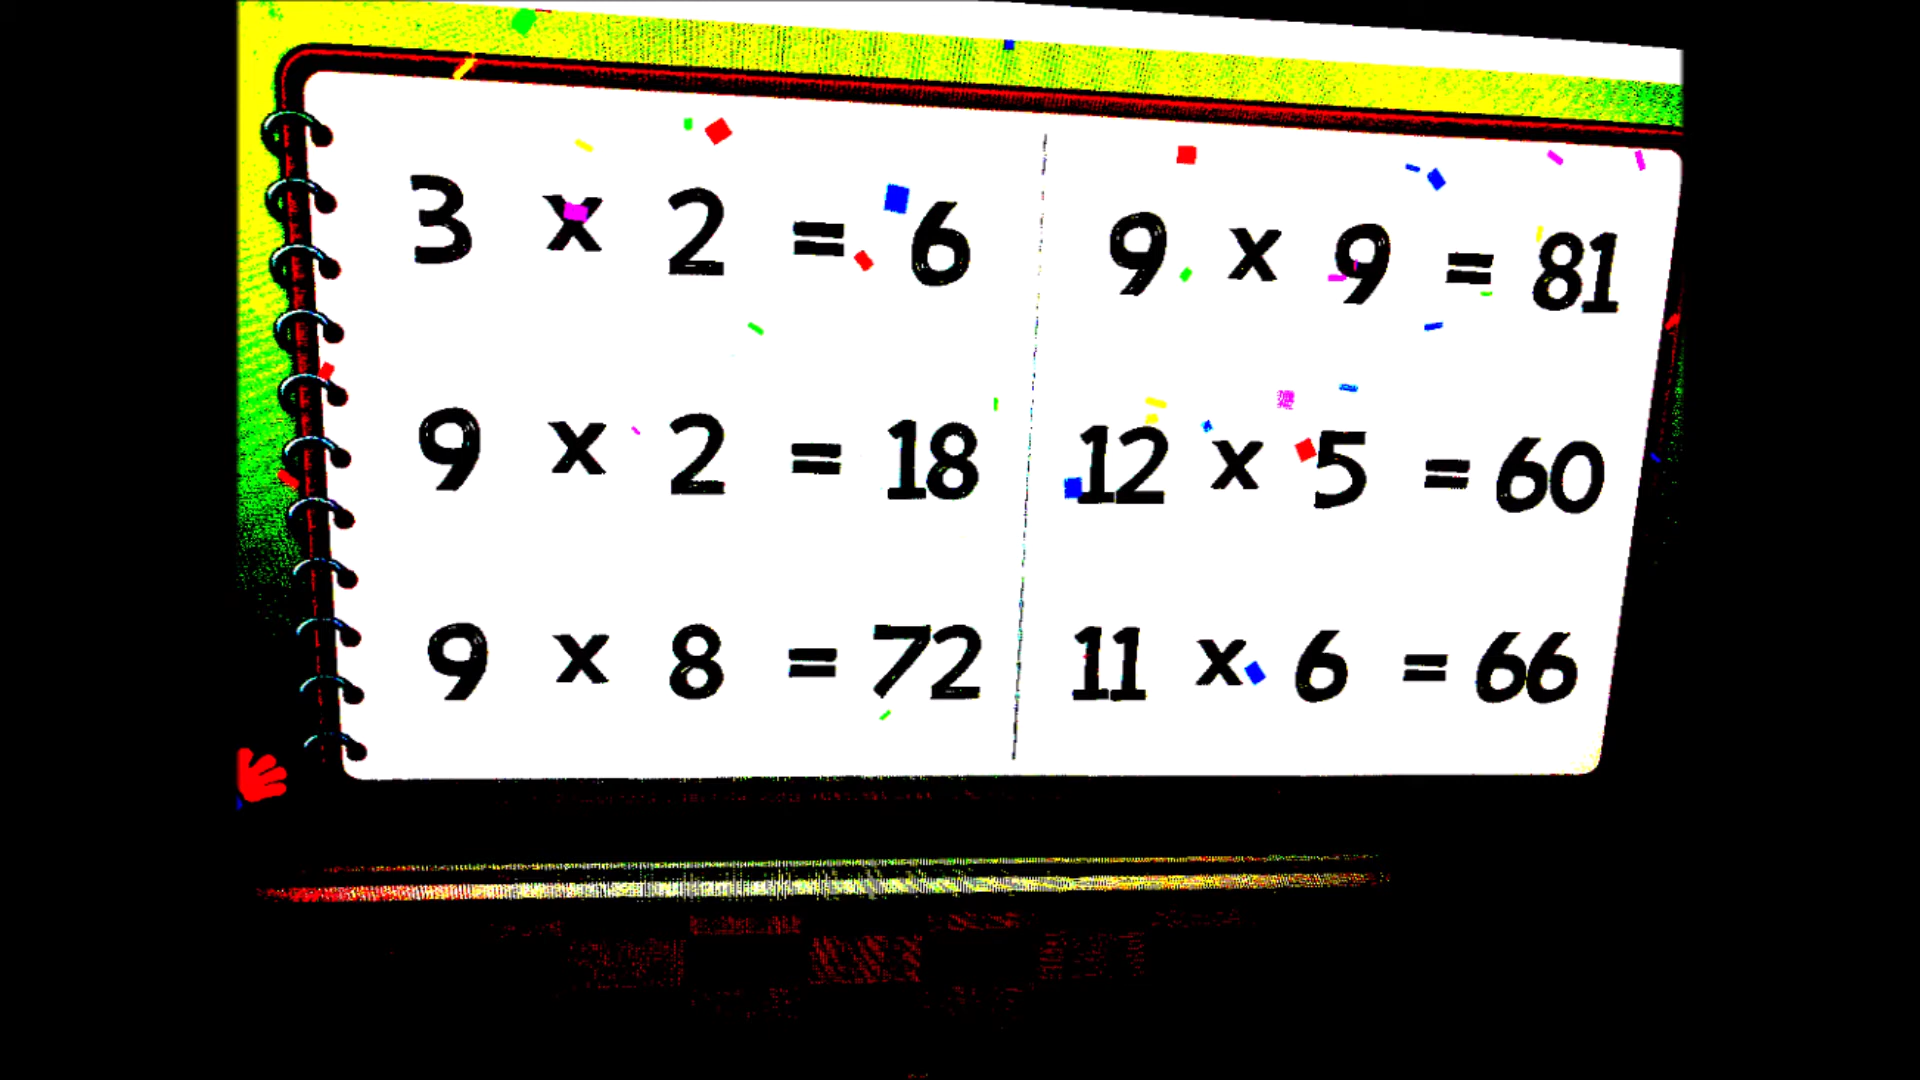 3 x 2 = 6
9 x 2 = 18
9 x 8 = 72
9 x 9 = 81
12 x 5 = 60
11 x 6 = 66